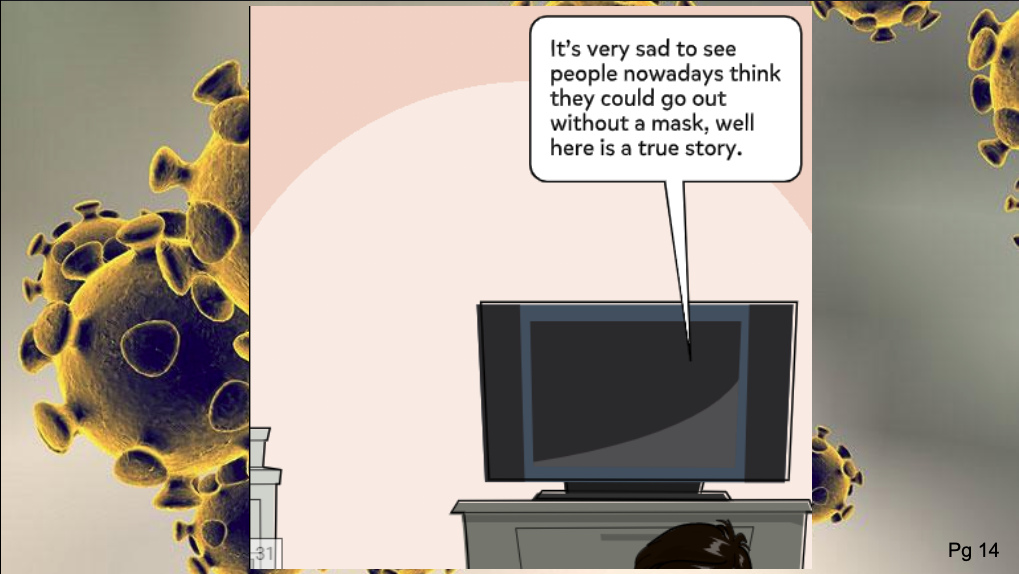 It's very sad to see
people nowadays think
they could go out
without a mask, well
here is a true story.
31
Pg 14